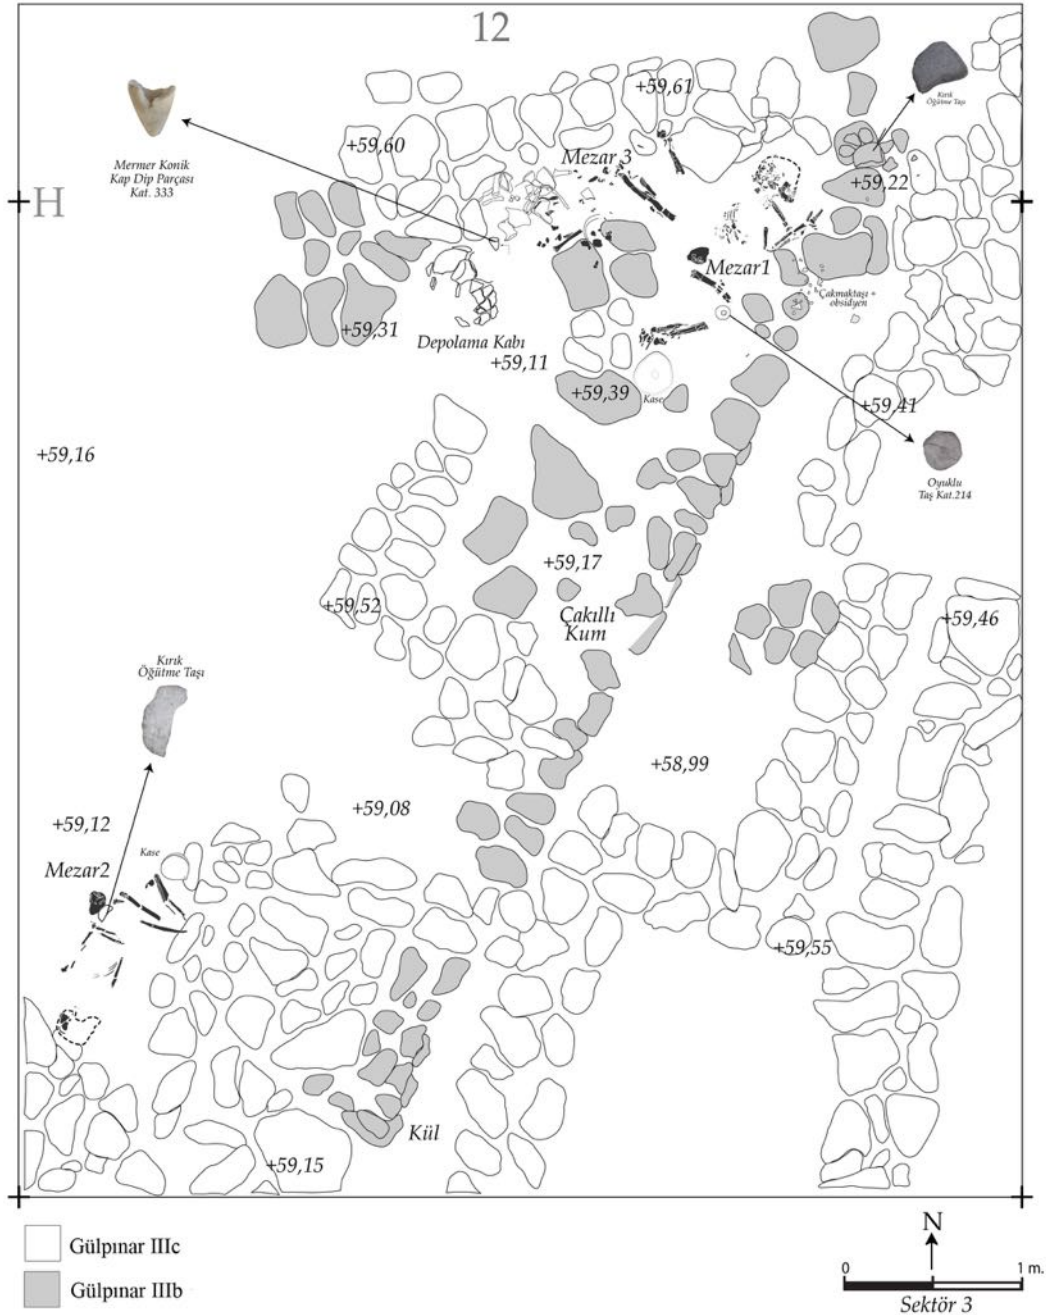 12
Mermer Konik
Kap Dip Parçası
Kat. 333
+59,60
+59,61
Kırık
Öğütme Taşı
Mezar 3
+59,22
H
Mezar1
Çakmaktaşı +
obsidyen
+59,31
Depolama Kabı
+59,11
+59,39
Kase
+59,41
+59,16
Oyuklu
Taş Kat.214
+59,17
+59,52
Çakıllı
Kum
+59,46
Kırık
Öğütme Taşı
+58,99
+59,08
+59,12
Kase
Mezar2
+59,55
Kül
+59,15
Gülpınar IIIc
Gülpınar IIIb
N
0 1 m.
Sektör 3